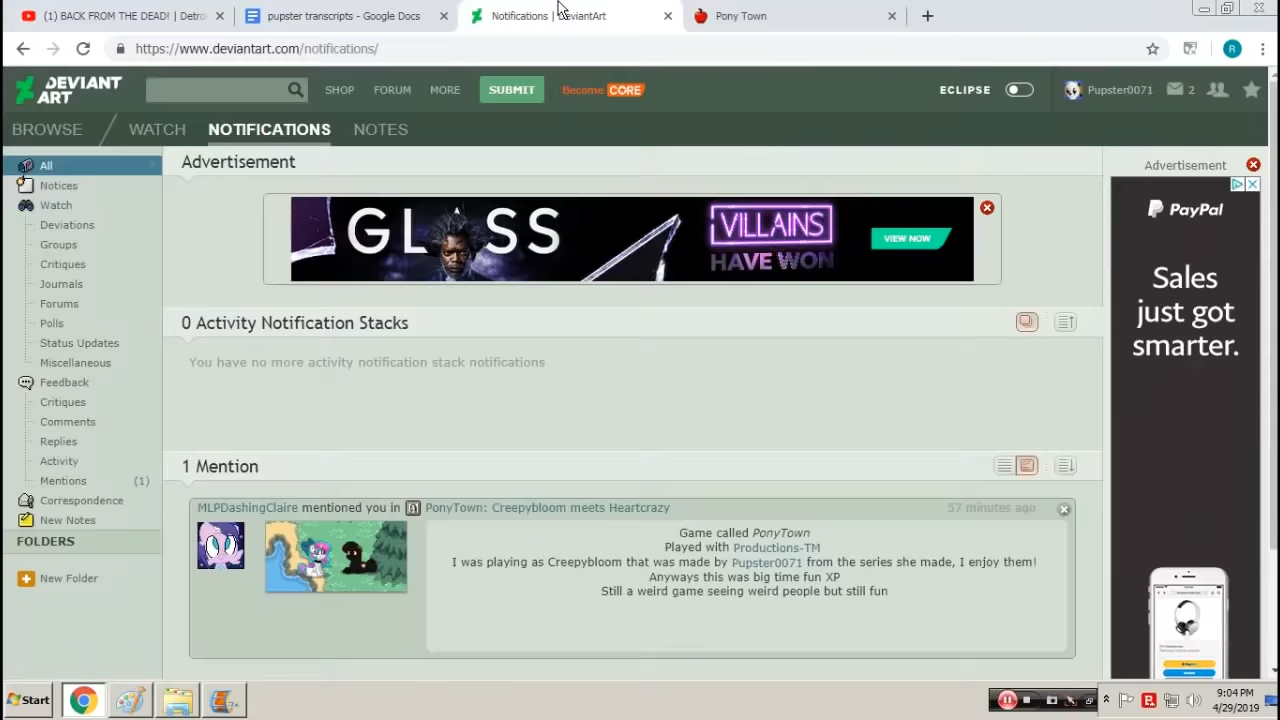 (1) BACK FROM THE DEAD! | Detro
pupster transcripts - Google Docs
Notifications | DeviantArt
Pony Town
https://www.deviantart.com/notifications/
R
DEVIANT
ART
SHOP
FORUM
MORE
SUBMIT
Become CORE
ECLIPSE
Pupster0071
2
BROWSE
WATCH
NOTIFICATIONS
NOTES
All
Notices
Watch
Deviations
Groups
Critiques
Journals
Forums
Polls
Status Updates
Miscellaneous
Feedback
Critiques
Comments
Replies
Activity
Mentions (1)
Correspondence
New Notes
FOLDERS
New Folder
Advertisement
GLASS
VILLAINS
HAVE WON
VIEW NOW
0 Activity Notification Stacks
You have no more activity notification stack notifications
1 Mention
MLPDashingClaire mentioned you in PonyTown: Creepybloom meets Heartcrazy
57 minutes ago
Game called PonyTown
Played with Productions-TM
I was playing as Creepybloom that was made by Pupster0071 from the series she made, I enjoy them!
Anyways this was big time fun XP
Still a weird game seeing weird people but still fun
Advertisement
PayPal
Sales
just got
smarter.
Start
9:04 PM
4/29/2019